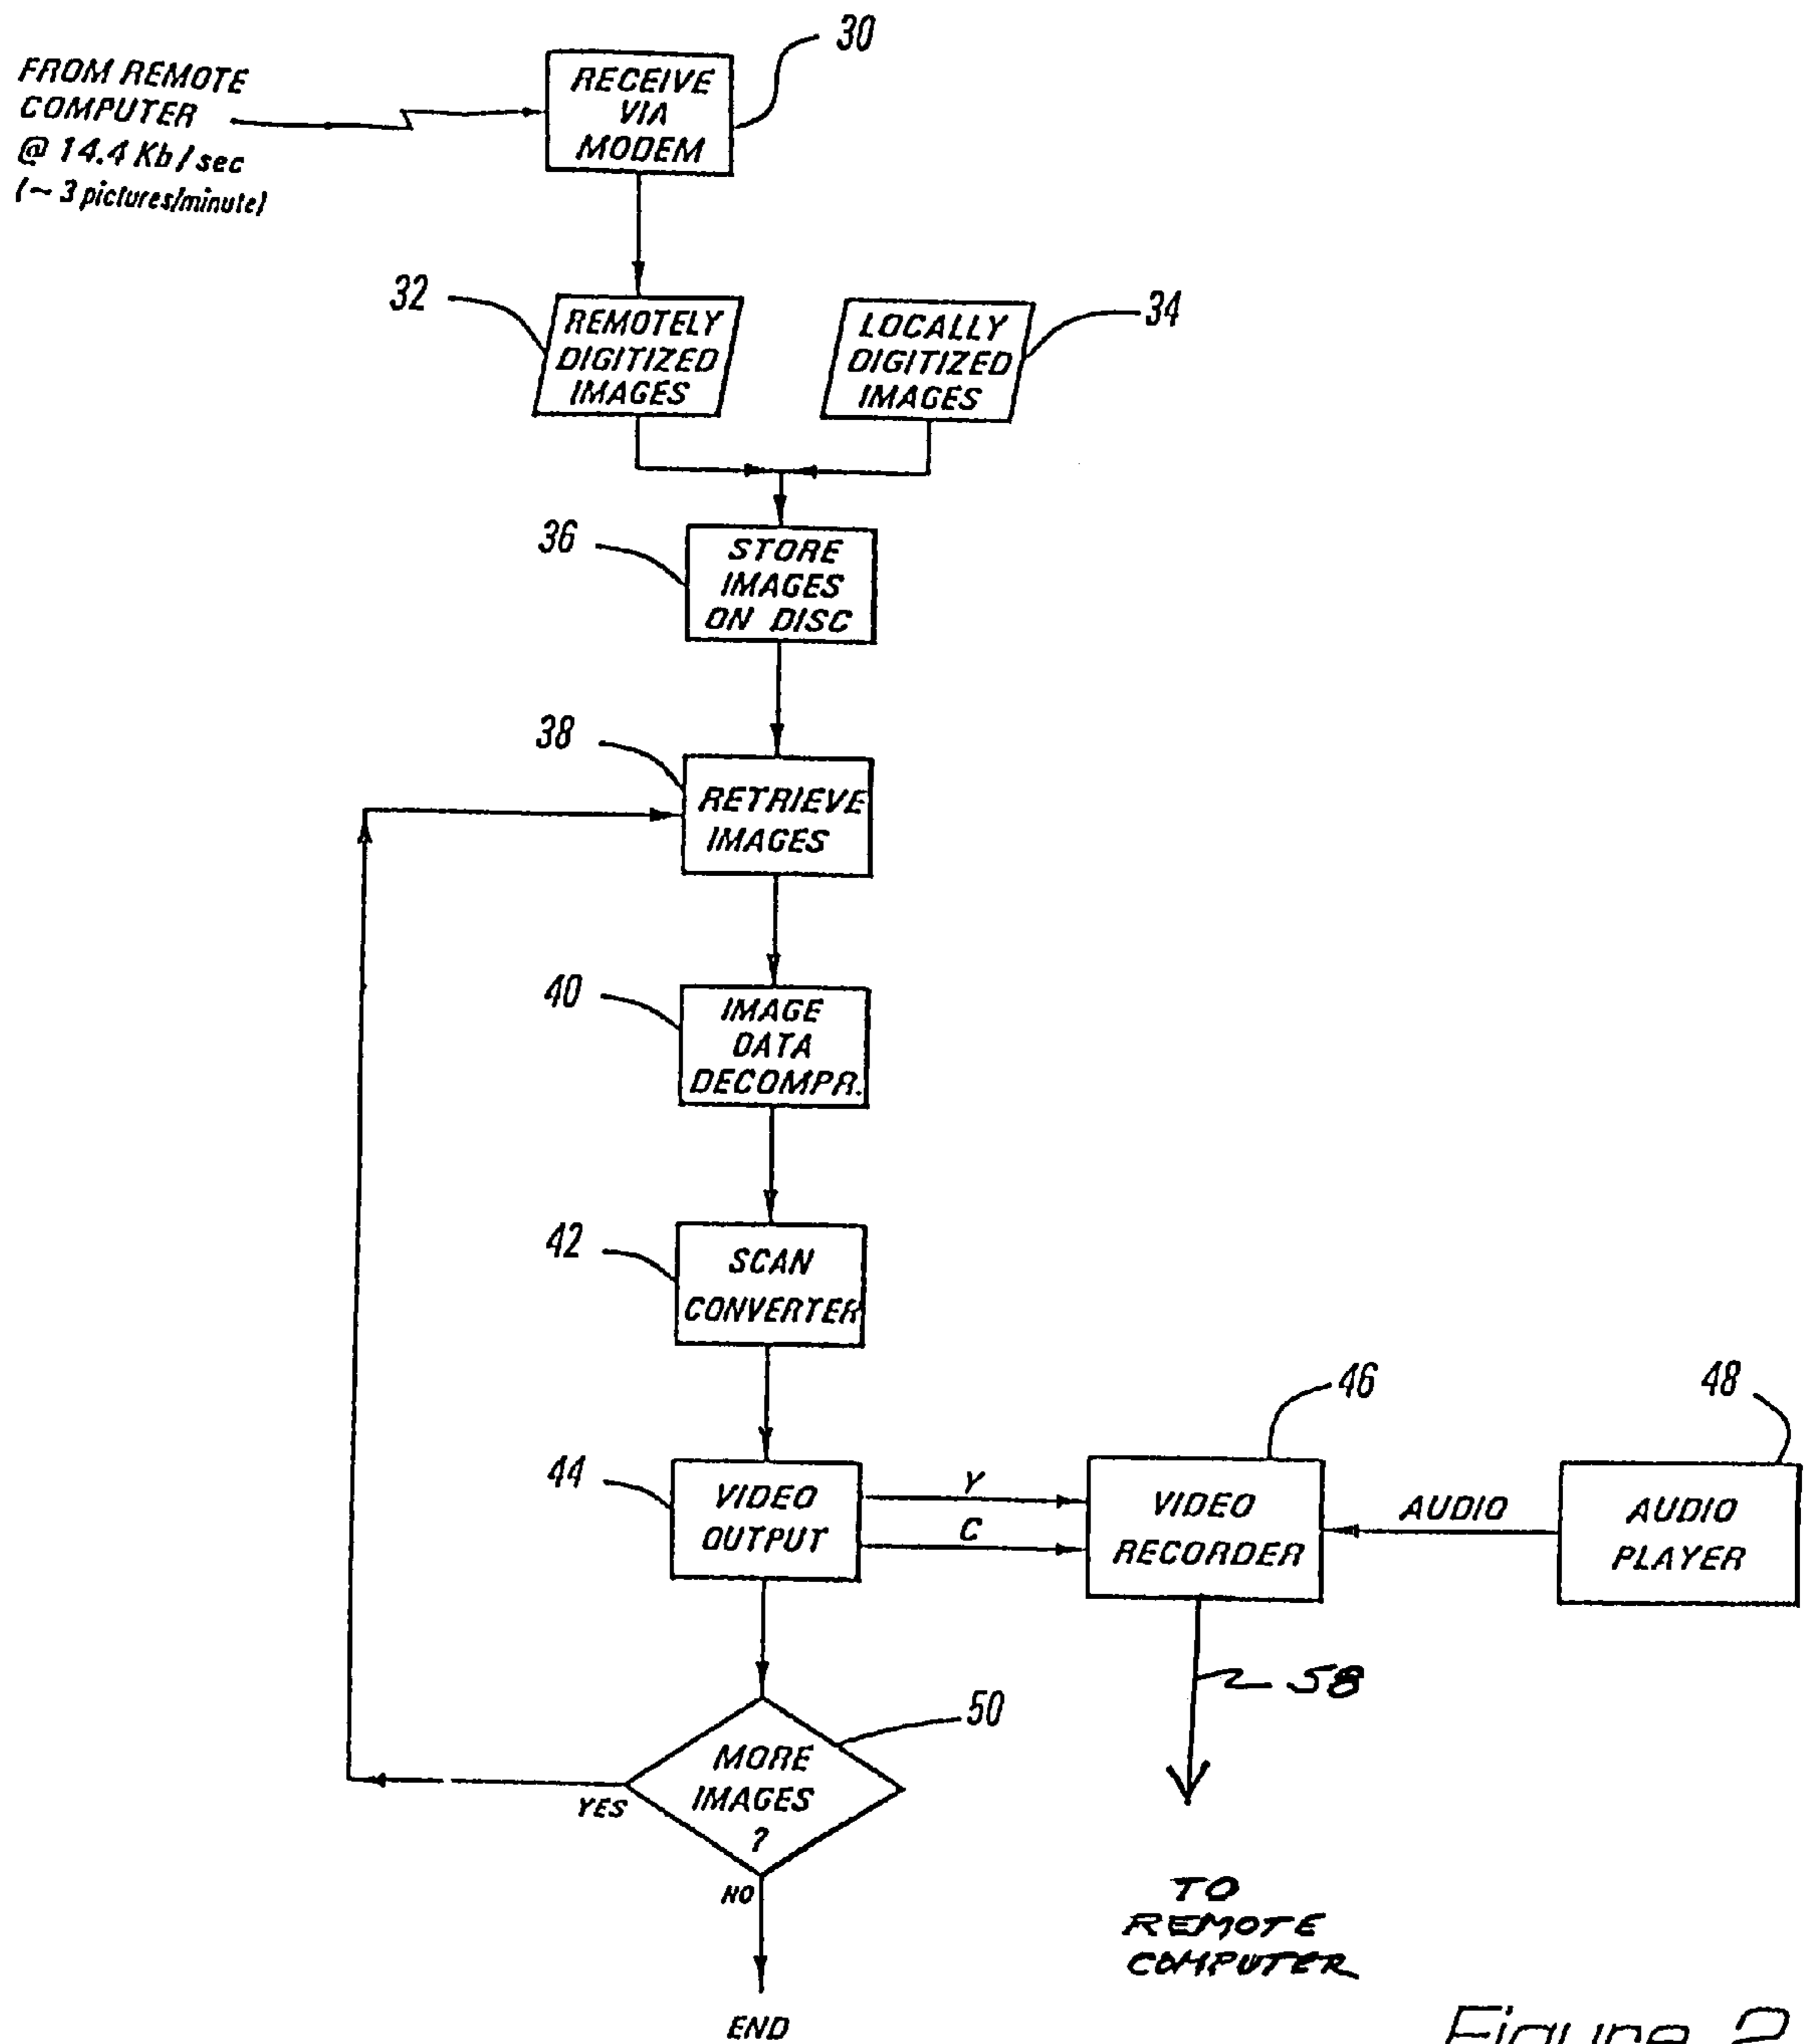 30
FROM REMOTE
COMPUTER
@ 14.4 Kb/sec
(~ 3 pictures/minute)
RECEIVE
VIA
MODEM
32
REMOTELY
DIGITIZED
IMAGES
LOCALLY
DIGITIZED
IMAGES
34
36
STORE
IMAGES
ON DISC
38
RETRIEVE
IMAGES
40
IMAGE
DATA
DECOMPR.
42
SCAN
CONVERTER
44
VIDEO
OUTPUT
Y
C
46
VIDEO
RECORDER
AUDIO
48
AUDIO
PLAYER
58
50
MORE
IMAGES
?
YES
NO
END
TO
REMOTE
COMPUTER
Figure 2